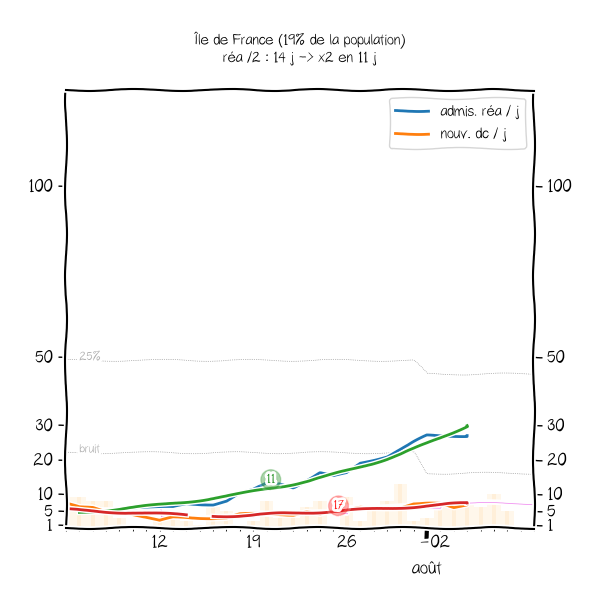 Île de France (19% de la population)
réa /2 : 14 j -> x2 en 11 j
admis. réa / j
nouv. dc / j
100 100
50 50
25%
30 30
20 20
bruit
11
10 10
17
5 5
1 1
12 19 26 02
août